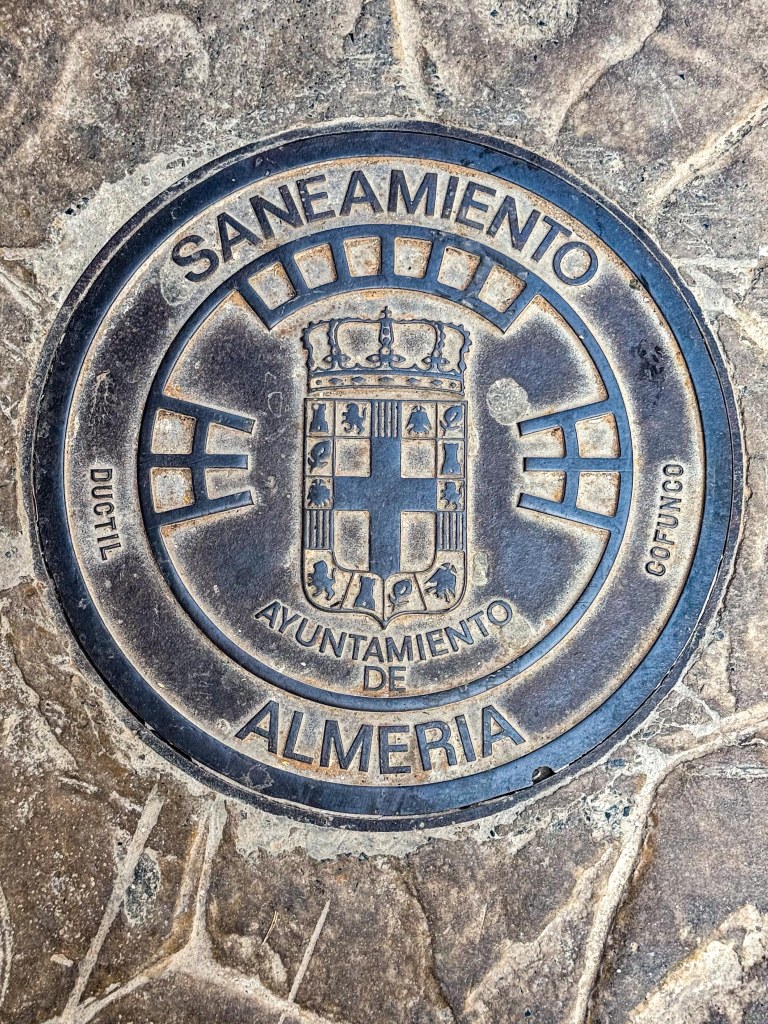 SANEAMIENTO
DUCTIL
COFUNCO
AYUNTAMIENTO
DE
ALMERIA